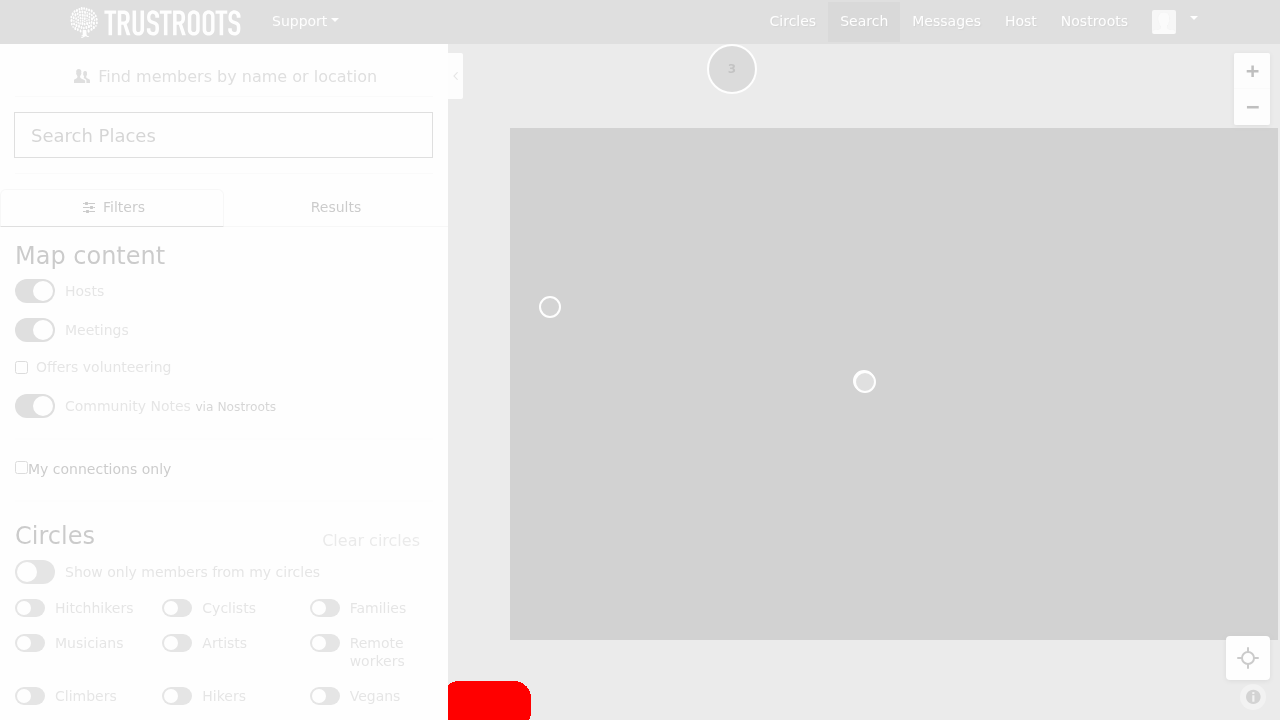 TRUSTROOTS
Support
Circles
Search
Messages
Host
Nostroots
Find members by name or location
Search Places
Filters
Results
Map content
Hosts
Meetings
Offers volunteering
Community Notes via Nostroots
My connections only
Circles
Clear circles
Show only members from my circles
Hitchhikers
Cyclists
Families
Musicians
Artists
Remote
workers
Climbers
Hikers
Vegans
3
+
−